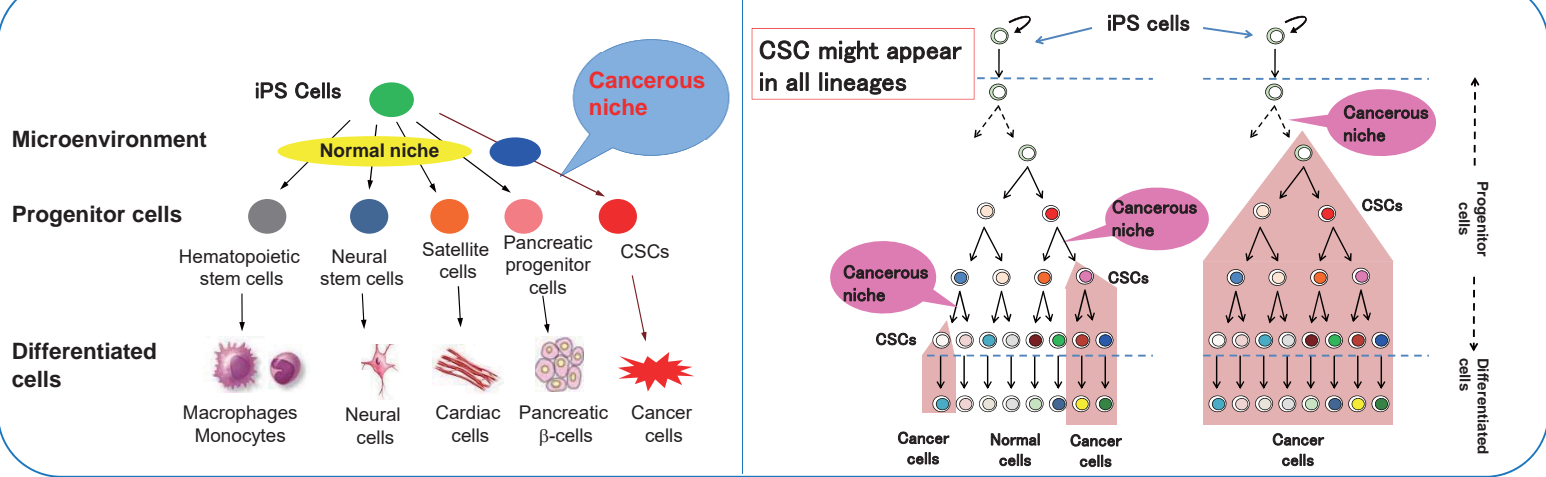 iPS Cells
Cancerous
niche
Microenvironment
Normal niche
Progenitor cells
Hematopoietic
stem cells
Neural
stem cells
Satellite
cells
Pancreatic
progenitor
cells
CSCs
Differentiated
cells
Macrophages
Monocytes
Neural
cells
Cardiac
cells
Pancreatic
β-cells
Cancer
cells
CSC might appear
in all lineages
iPS cells
Cancerous
niche
Cancerous
niche
Cancerous
niche
CSCs
CSCs
CSCs
Cancer
cells
Normal
cells
Cancer
cells
Cancer
cells
Progenitor
cells
Differentiated
cells